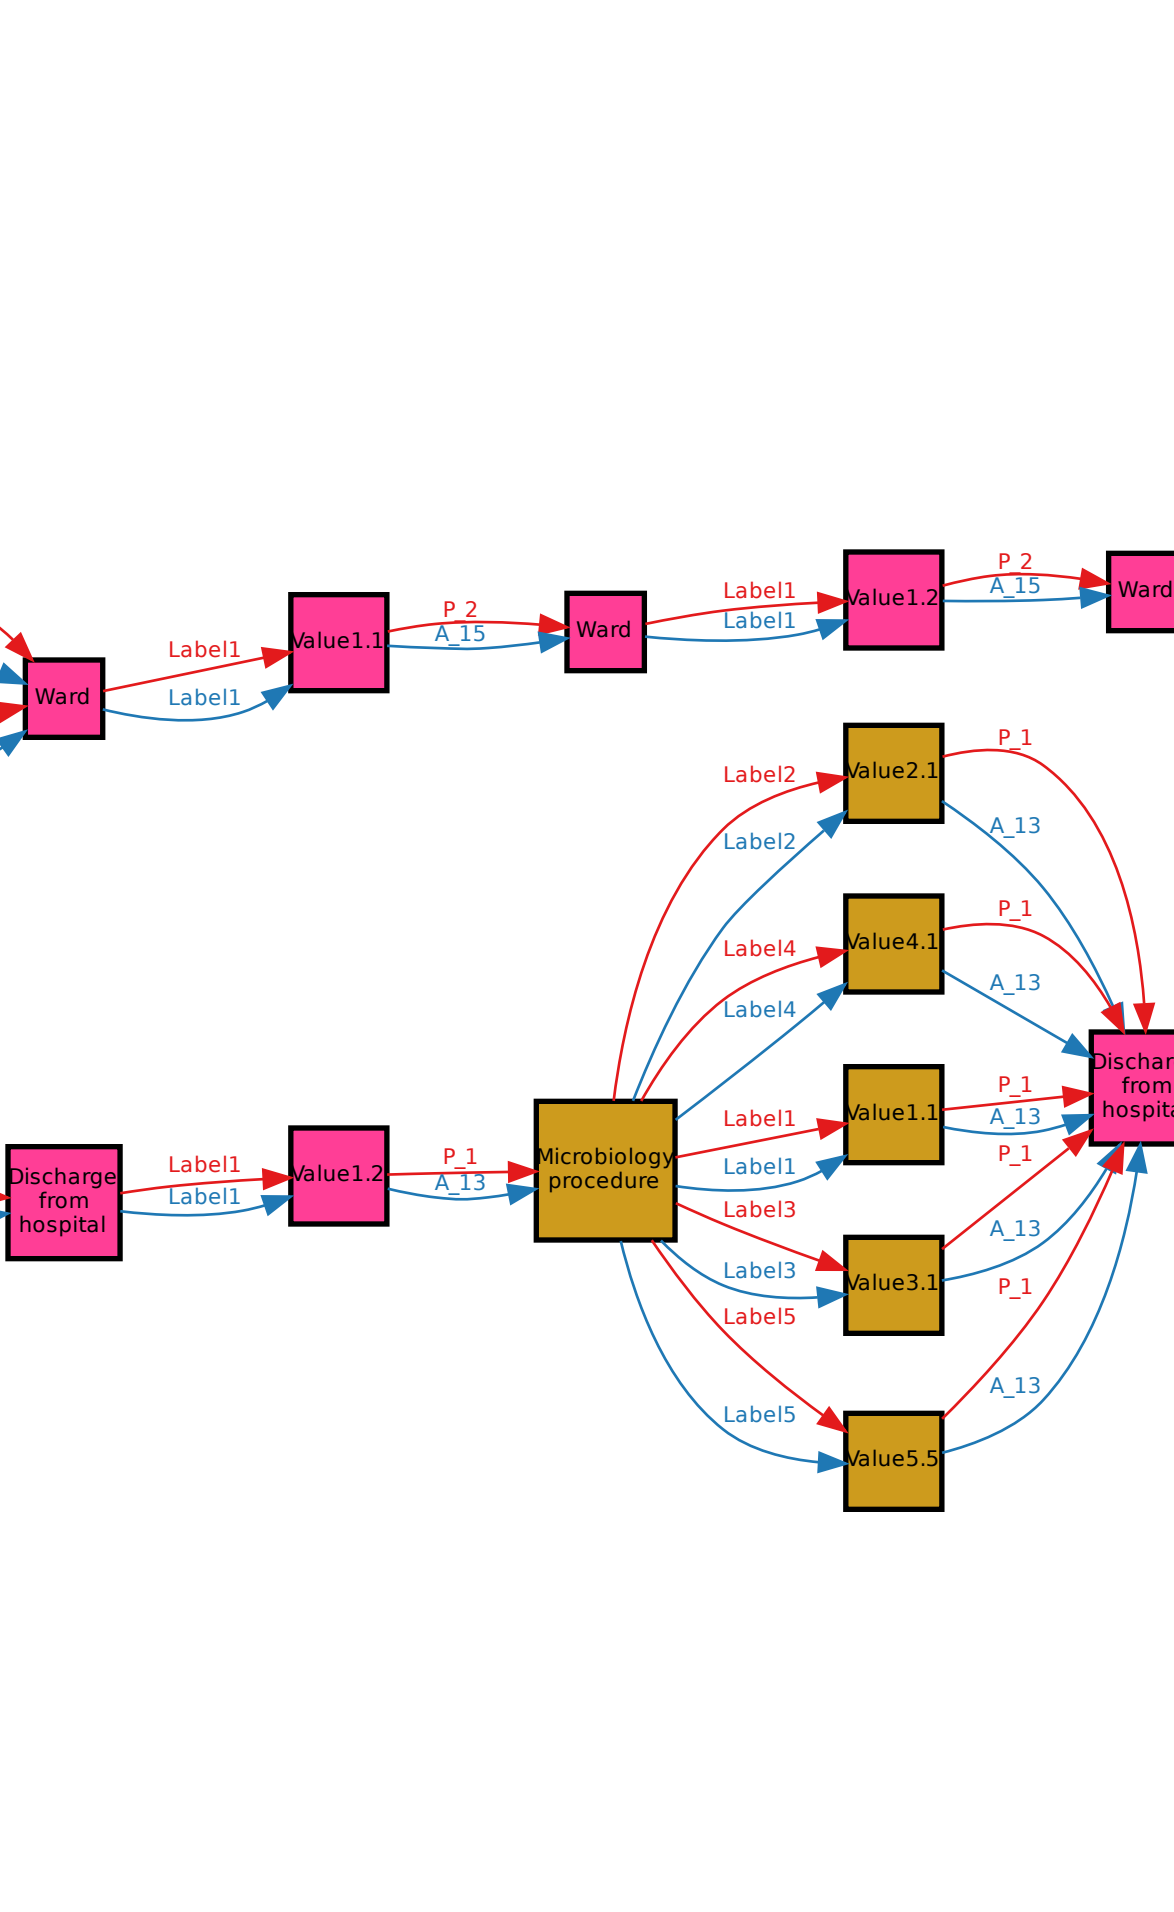 P_2
A_15
Value1.2
Ward
Label1
Label1
P_2
A_15
Value1.1
Ward
Label1
Label1
Ward
P_1
Value2.1
Label2
A_13
Label2
P_1
Value4.1
Label4
A_13
Label4
P_1
A_13
Value1.1
Label1
P_1
Label1
from
Microbiology
procedure
P_1
A_13
Label1
Label1
Value1.2
Discharge
from
hospital
Label3
A_13
Label3
Value3.1
P_1
Label5
A_13
Label5
Value5.5